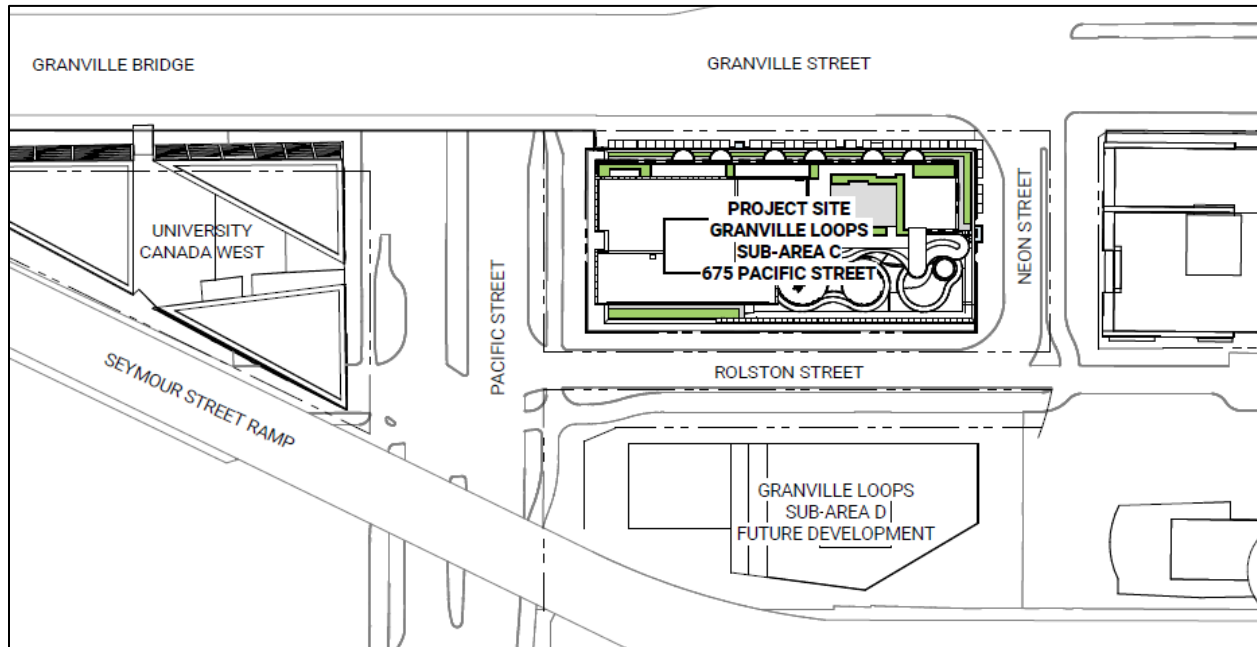 GRANVILLE BRIDGE
GRANVILLE STREET
UNIVERSITY
CANADA WEST
PROJECT SITE
GRANVILLE LOOPS
SUB-AREA C
675 PACIFIC STREET
NEON STREET
PACIFIC STREET
SEYMOUR STREET RAMP
ROLSTON STREET
GRANVILLE LOOPS
SUB-AREA D
FUTURE DEVELOPMENT